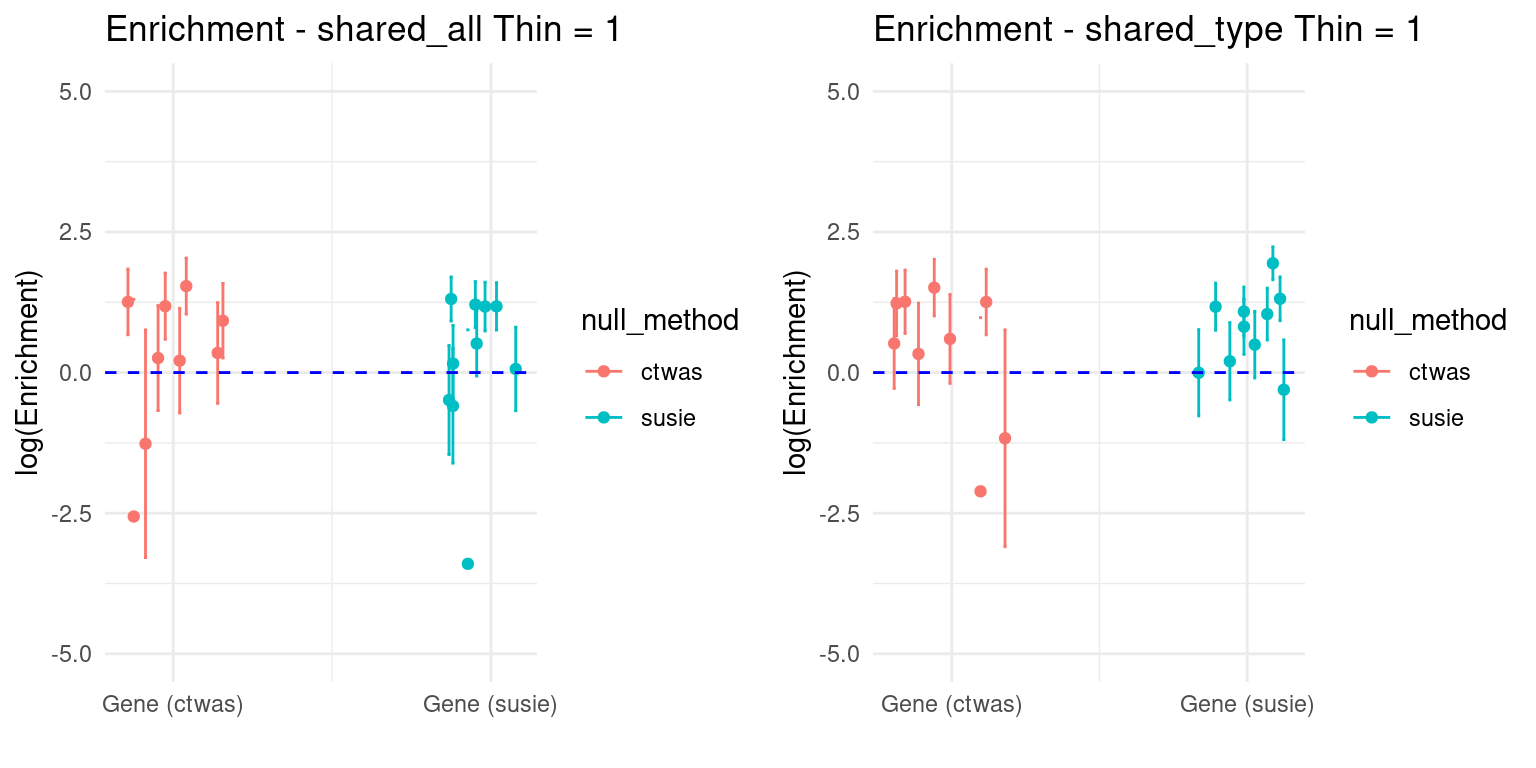 Enrichment - shared_all Thin = 1
5.0
2.5
0.0
-2.5
-5.0
log(Enrichment)
Gene (ctwas)
Gene (susie)
null_method
ctwas
susie
Enrichment - shared_type Thin = 1
5.0
2.5
0.0
-2.5
-5.0
log(Enrichment)
Gene (ctwas)
Gene (susie)
null_method
ctwas
susie